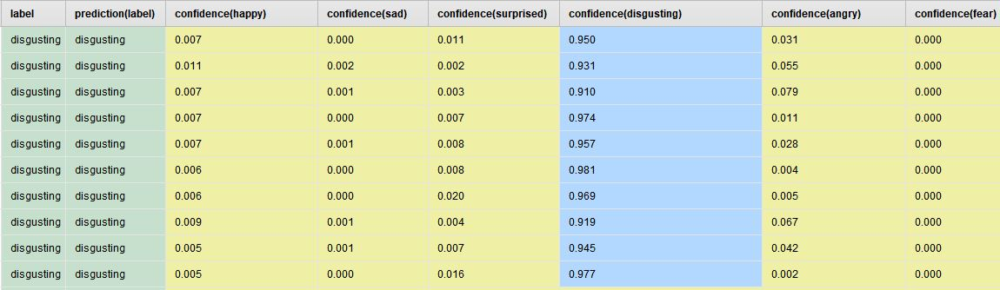 label prediction(label) confidence(happy) confidence(sad) confidence(surprised) confidence(disgusting) confidence(angry) confidence(fear)
disgusting disgusting 0.007 0.000 0.011 0.950 0.031 0.000
disgusting disgusting 0.011 0.002 0.002 0.931 0.055 0.000
disgusting disgusting 0.007 0.001 0.003 0.910 0.079 0.000
disgusting disgusting 0.007 0.000 0.007 0.974 0.011 0.000
disgusting disgusting 0.007 0.001 0.008 0.957 0.028 0.000
disgusting disgusting 0.006 0.000 0.008 0.981 0.004 0.000
disgusting disgusting 0.006 0.000 0.020 0.969 0.005 0.000
disgusting disgusting 0.009 0.001 0.004 0.919 0.067 0.000
disgusting disgusting 0.005 0.001 0.007 0.945 0.042 0.000
disgusting disgusting 0.005 0.000 0.016 0.977 0.002 0.000